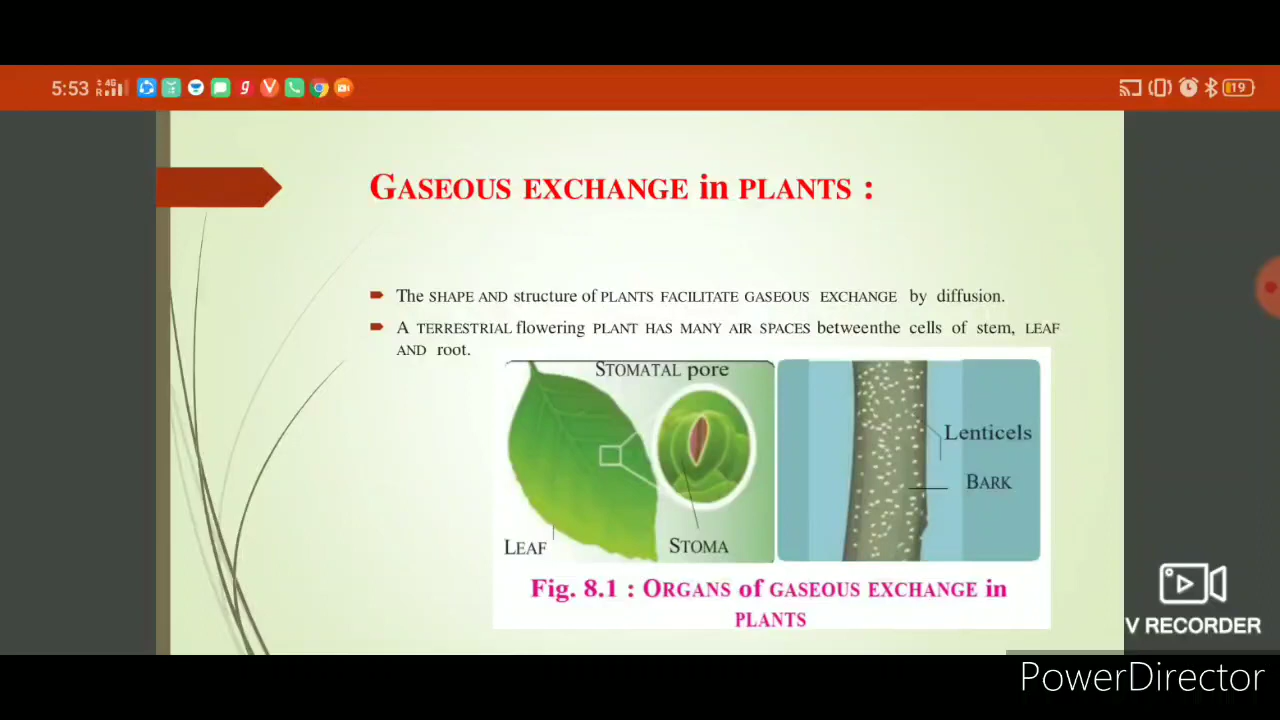 5:53
4G
R
g
19
GASEOUS EXCHANGE in PLANTS :
The SHAPE AND structure of PLANTS FACILITATE GASEOUS EXCHANGE by diffusion.
A TERRESTRIAL flowering PLANT HAS MANY AIR SPACES betweenthe cells of stem, LEAF
AND root.
STOMATAL pore
Lenticels
BARK
LEAF
STOMA
Fig. 8.1 : ORGANS of GASEOUS EXCHANGE in
PLANTS
V RECORDER
PowerDirector